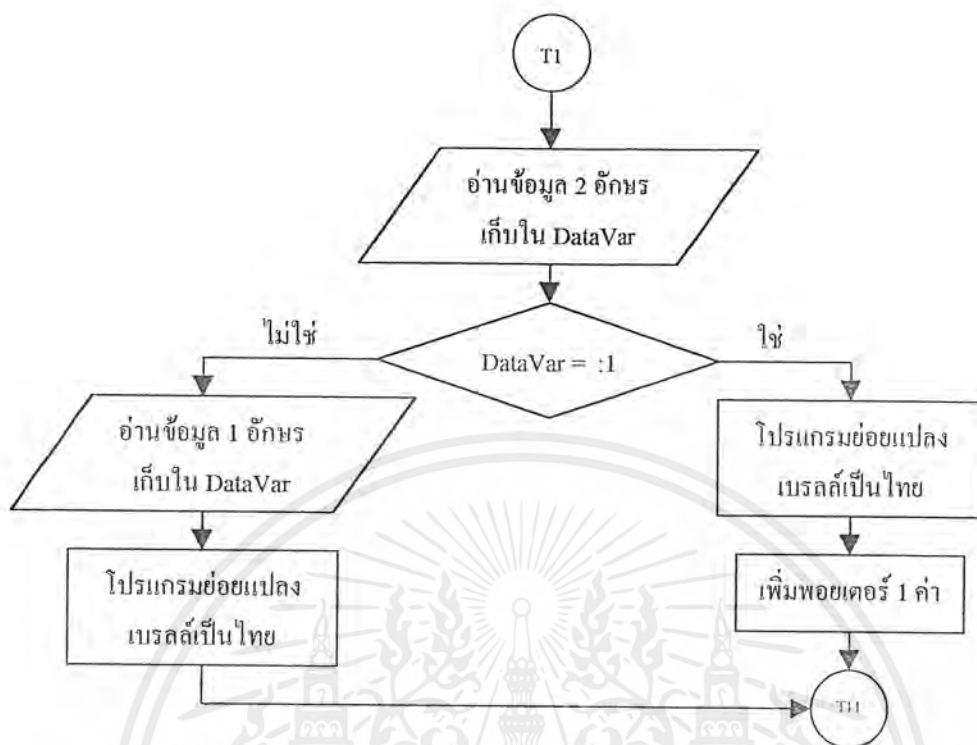 T1
อ่านข้อมูล 2 อักษร
เก็บใน DataVar
ไม่ใช่
ใช่
DataVar = :1
อ่านข้อมูล 1 อักษร
เก็บใน DataVar
โปรแกรมย่อยแปลง
เบรลล์เป็นไทย
โปรแกรมย่อยแปลง
เบรลล์เป็นไทย
เพิ่มพอยเตอร์ 1 ค่า
T11